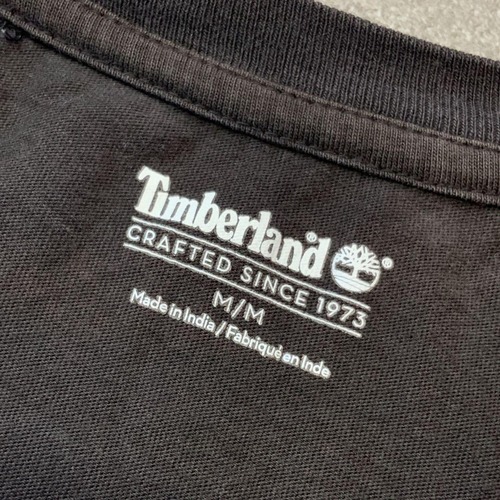 Timberland® ®
CRAFTED SINCE 1973
M/M
Made in India / Fabriqué en Inde